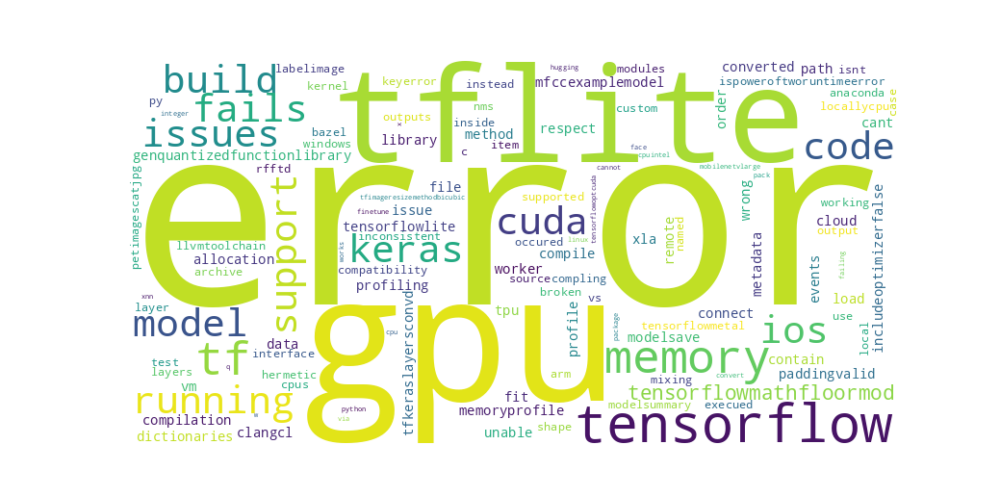 hugging
labelimage
build
tflite
modules
converted path isnt
ispoweroftworuntimeerror
kernel
keyerror
instead
mfccexamplemodel
anaconda
py
fails
integer
outputs
nms
custom
order
locallycpu
case
issues
bazel
windows
library
inside
method
item
c
respect
cant
code
genquantizedfunctionlibrary
rfftd
face
cpuintel
cannot
mobilenetvlarge
pack
working
petimagescatjpg
error
file
tfimageresizemethodbicubic
supported
tensorflowoptcuda
wrong
support
finetune
issue
cuda
remote
named
cloud
output
tensorflowlite
inconsistent
works
linux
occured
xla
llvmtoolchain
allocation
archive
keras
compile
compatibility
worker
profiling
source
compling
metadata
events
failing
includeoptimizerfalse
broken
vs
load
xnn
layer
model
gpu
tfkeraslayersconvd
cpu
tpu
profile
package
connect
use
local
tensorflowmetal
ios
data
interface
modelsave
tf
test
layers
hermetic
cpus
q
vm
arm
memory
contain
convert
paddingvalid
mixing
fit
running
tensorflowmathfloormod
python
memoryprofile
modelsummary
execued
compilation
via
dictionaries
clangcl
unable
shape
tensorflow